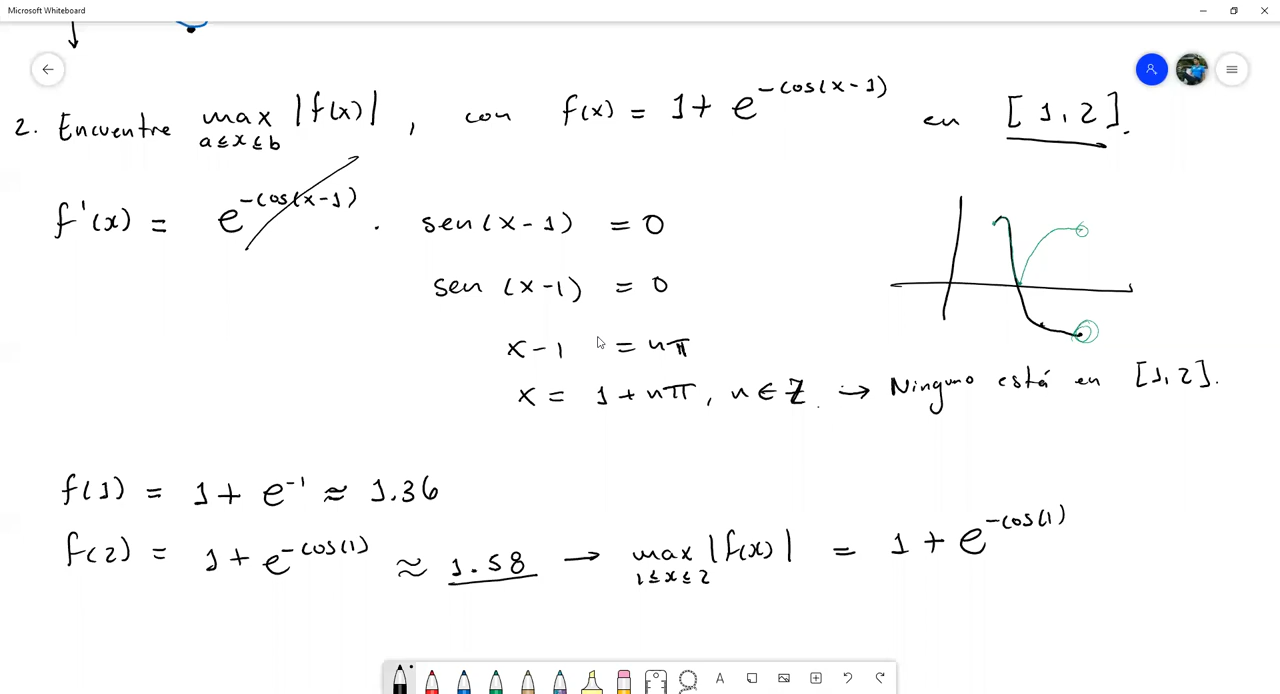 Microsoft Whiteboard
2. Encuentre max |f(x)|, con f(x) = 1 + e^{-cos(x-1)} en [1,2].
a ≤ x ≤ b
f'(x) = e^{-cos(x-1)} · sen(x-1) = 0
sen (x-1) = 0
x-1 = nπ
x = 1 + nπ, n ∈ ℤ. → Ninguno está en [1,2].
f(1) = 1 + e^{-1} ≈ 1.36
f(2) = 1 + e^{-cos(1)} ≈ 1.58 → max |f(x)| = 1 + e^{-cos(1)}
1 ≤ x ≤ 2
A